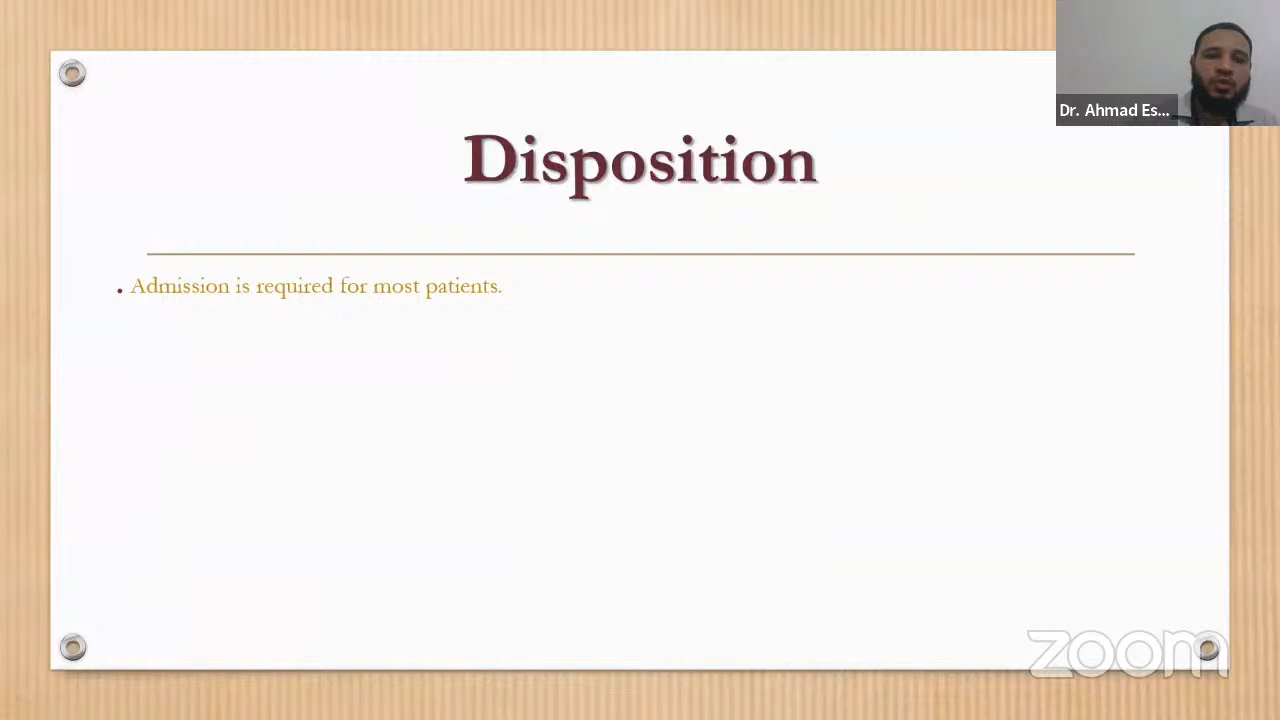 Dr. Ahmad Es...
Disposition
. Admission is required for most patients.
zoom